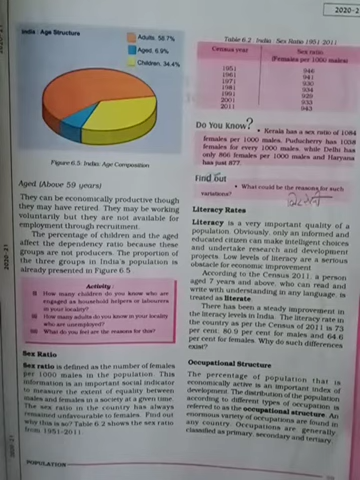 2020-2
India : Age Structure
Adults, 58.7%
Aged, 6.9%
Children, 34.4%
Figure 6.5: India: Age Composition
Aged (Above 59 years)
They can be economically productive though
they may have retired. They may be working
voluntarily but they are not available for
employment through recruitment.
The percentage of children and the aged
affect the dependency ratio because these
groups are not producers. The proportion of
the three groups in India's population is
already presented in Figure 6.5
Activity
(i) How many children do you know who are
engaged as household helpers or labourers
in your locality?
(ii) How many adults do you know in your locality
who are unemployed?
(iii) What do you feel are the reasons for this?
Sex Ratio
Sex ratio is defined as the number of females
per 1000 males in the population. This
information is an important social indicator
to measure the extent of equality between
males and females in a society at a given time.
The sex ratio in the country has always
remained unfavourable to females. Find out
why this is so? Table 6.2 shows the sex ratio
from 1951-2011.
POPULATION
Table 6.2 India : Sex Ratio 1951 2011
Census year Sex ratio
(Females per 1000 males)
1951 946
1961 941
1971 930
1981 934
1991 929
2001 933
2011 943
Do You Know? • Kerala has a sex ratio of 1084
females per 1000 males, Puducherry has 1038
females for every 1000 males, while Delhi has
only 866 females per 1000 males and Haryana
has just 877.
Find out
• What could be the reasons for such
variations?
Literacy Rates
Literacy is a very important quality of a
population. Obviously, only an informed and
educated citizen can make intelligent choices
and undertake research and development
projects. Low levels of literacy are a serious
obstacle for economic improvement.
According to the Census 2011, a person
aged 7 years and above, who can read and
write with understanding in any language, is
treated as literate.
There has been a steady improvement in
the literacy levels in India. The literacy rate in
the country as per the Census of 2011 is 73
per cent; 80.9 per cent for males and 64.6
per cent for females. Why do such differences
exist?
Occupational Structure
The percentage of population that is
economically active is an important index of
development. The distribution of the population
according to different types of occupation is
referred to as the occupational structure. An
enormous variety of occupations are found in
any country. Occupations are generally
classified as primary, secondary and tertiary.